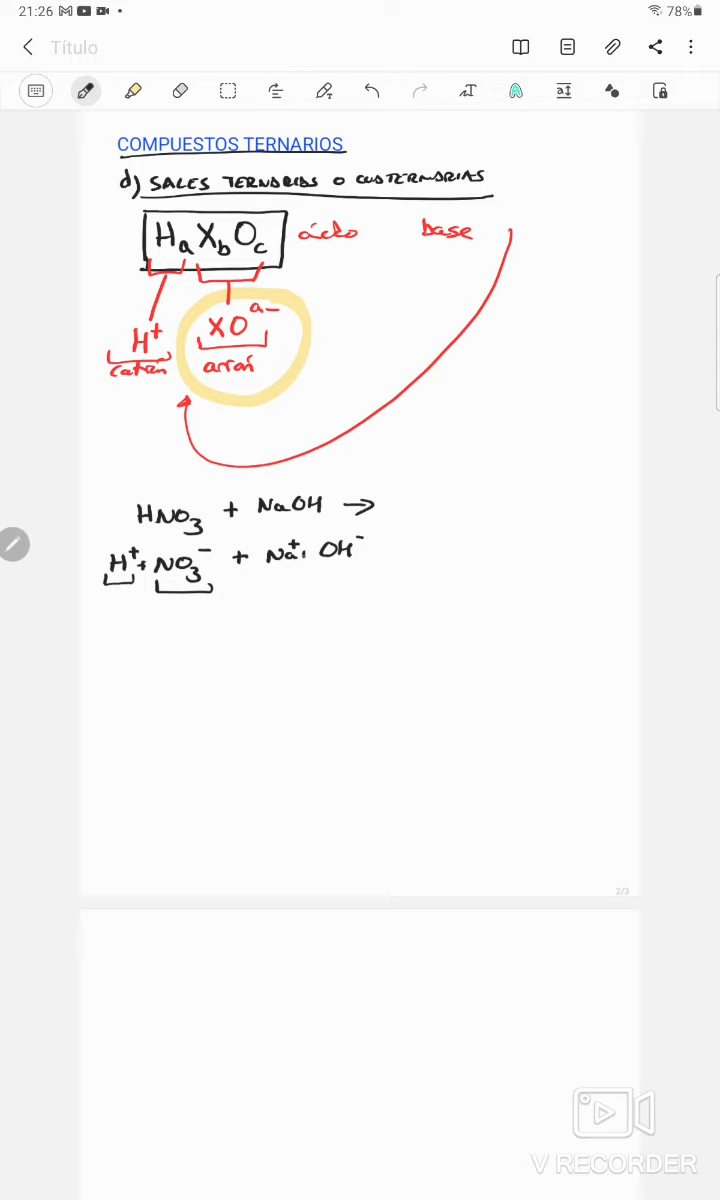 21:26 78%
Título
COMPUESTOS TERNARIOS
d) SALES TERNARIAS O CUATERNARIAS
HaXbOc ácido base
XO^a-
H+
catión anión
HNO3 + NaOH →
H+ + NO3- + Na+ + OH-
2/3
V RECORDER